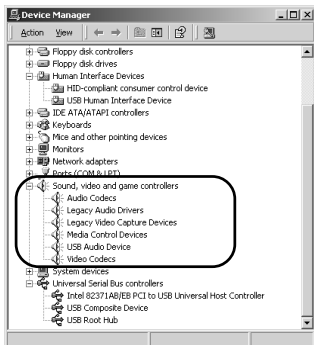 Device Manager
Action View
Floppy disk controllers
Floppy disk drives
Human Interface Devices
HID-compliant consumer control device
USB Human Interface Device
IDE ATA/ATAPI controllers
Keyboards
Mice and other pointing devices
Monitors
Network adapters
Ports (COM & LPT)
Sound, video and game controllers
Audio Codecs
Legacy Audio Drivers
Legacy Video Capture Devices
Media Control Devices
USB Audio Device
Video Codecs
System devices
Universal Serial Bus controllers
Intel 82371AB/EB PCI to USB Universal Host Controller
USB Composite Device
USB Root Hub